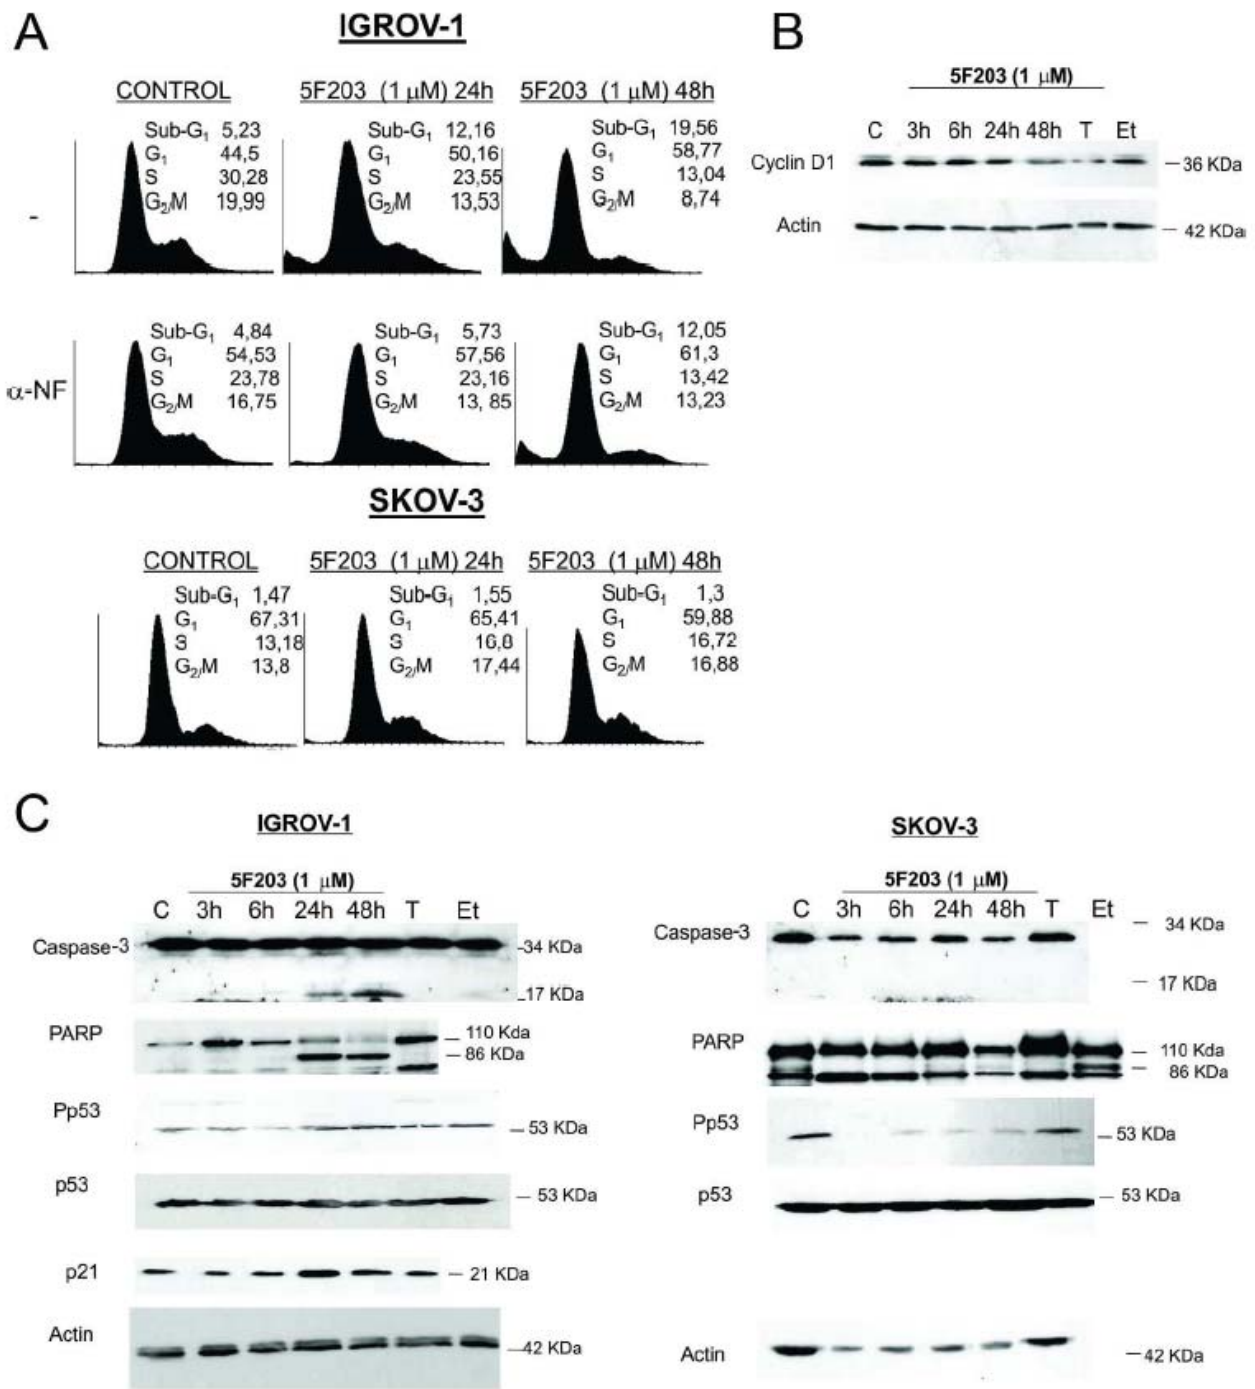 A
IGROV-1
CONTROL 5F203 (1 μM) 24h 5F203 (1 μM) 48h
-
Sub-G1 5,23
G1 44,5
S 30,28
G2/M 19,99
Sub-G1 12,16
G1 50,16
S 23,55
G2/M 13,53
Sub-G1 19,56
G1 58,77
S 13,04
G2/M 8,74
α-NF
Sub-G1 4,84
G1 54,53
S 23,78
G2/M 16,75
Sub-G1 5,73
G1 57,56
S 23,16
G2/M 13, 85
Sub-G1 12,05
G1 61,3
S 13,42
G2/M 13,23
SKOV-3
CONTROL 5F203 (1 μM) 24h 5F203 (1 μM) 48h
Sub-G1 1,47
G1 67,31
S 13,18
G2/M 13,8
Sub-G1 1,55
G1 65,41
S 16,8
G2/M 17,44
Sub-G1 1,3
G1 59,88
S 16,72
G2/M 16,88
B
5F203 (1 μM)
C 3h 6h 24h 48h T Et
Cyclin D1 36 KDa
Actin 42 KDa
C
IGROV-1
5F203 (1 μM)
C 3h 6h 24h 48h T Et
Caspase-3 34 KDa
17 KDa
PARP 110 Kda
86 KDa
Pp53 53 KDa
p53 53 KDa
p21 21 KDa
Actin 42 KDa
SKOV-3
5F203 (1 μM)
C 3h 6h 24h 48h T Et
Caspase-3 34 KDa
17 KDa
PARP 110 Kda
86 KDa
Pp53 53 KDa
p53 53 KDa
Actin 42 KDa